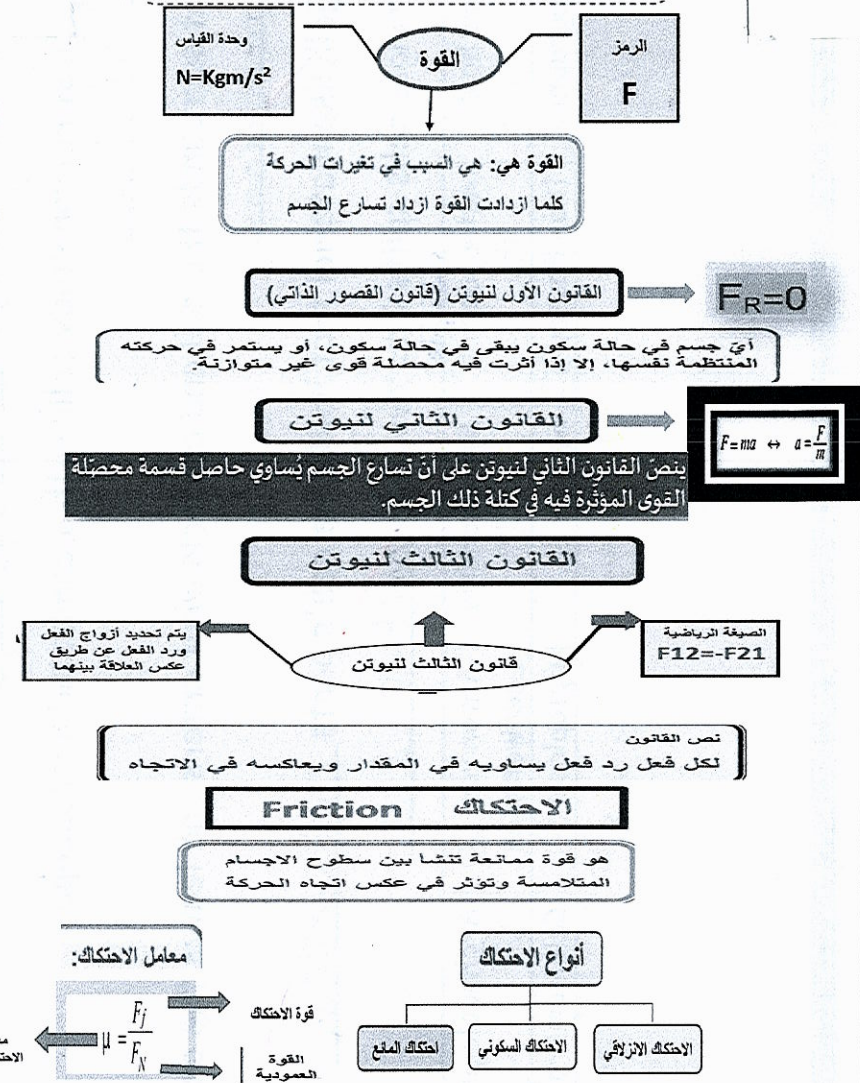 الرمز
F
القوة
وحدة القياس
N=Kgm/s²
القوة هي: هي السبب في تغيرات الحركة
كلما ازدادت القوة ازداد تسارع الجسم
القانون الأول لنيوتن (قانون القصور الذاتي)
F_R=0
أيّ جسم في حالة سكون يبقى في حالة سكون، أو يستمر في حركته
المنتظمة نفسها، إلا إذا أثرت فيه محصلة قوى غير متوازنة.
القانون الثاني لنيوتن
F=ma ↔ a=F/m
ينصّ القانون الثاني لنيوتن على أنّ تسارع الجسم يُساوي حاصل قسمة محصّلة
القوى المؤثّرة فيه في كتلة ذلك الجسم.
القانون الثالث لنيوتن
الصيغة الرياضية
F12=-F21
قانون الثالث لنيوتن
يتم تحديد أزواج الفعل
ورد الفعل عن طريق
عكس العلاقة بينهما
نص القانون
لكل فعل رد فعل يساويه في المقدار ويعاكسه في الاتجاه
الاحتكاك Friction
هو قوة ممانعة تنشأ بين سطوح الاجسام
المتلامسة وتؤثر في عكس اتجاه الحركة
أنواع الاحتكاك
الاحتكاك الانزلاقي
الاحتكاك السكوني
احتكاك المائع
معامل الاحتكاك:
قوة الاحتكاك
μ = Ff/F_N
القوة
العمودية